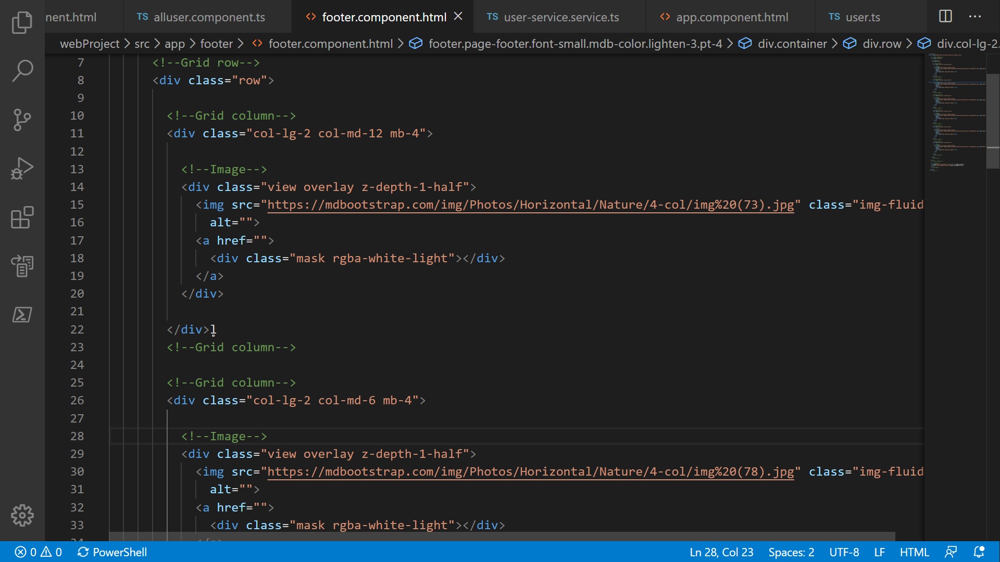 nent.html TS alluser.component.ts <> footer.component.html TS user-service.service.ts <> app.component.html TS user.ts ...
webProject > src > app > footer > <> footer.component.html > footer.page-footer.font-small.mdb-color.lighten-3.pt-4 > div.container > div.row > div.col-lg-2.
7 <!--Grid row-->
8 <div class="row">
9
10 <!--Grid column-->
11 <div class="col-lg-2 col-md-12 mb-4">
12
13 <!--Image-->
14 <div class="view overlay z-depth-1-half">
15 <img src="https://mdbootstrap.com/img/Photos/Horizontal/Nature/4-col/img%20(73).jpg" class="img-fluid
16 alt="">
17 <a href="">
18 <div class="mask rgba-white-light"></div>
19 </a>
20 </div>
21
22 </div>
23 <!--Grid column-->
24
25 <!--Grid column-->
26 <div class="col-lg-2 col-md-6 mb-4">
27
28 <!--Image-->
29 <div class="view overlay z-depth-1-half">
30 <img src="https://mdbootstrap.com/img/Photos/Horizontal/Nature/4-col/img%20(78).jpg" class="img-fluid
31 alt="">
32 <a href="">
33 <div class="mask rgba-white-light"></div>
0 0 PowerShell Ln 28, Col 23 Spaces: 2 UTF-8 LF HTML